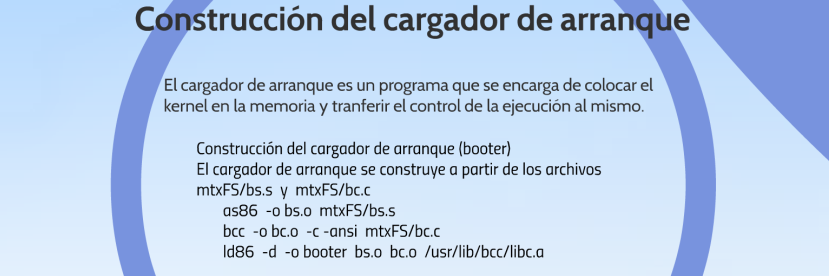 Construcción del cargador de arranque
El cargador de arranque es un programa que se encarga de colocar el
kernel en la memoria y tranferir el control de la ejecución al mismo.
Construcción del cargador de arranque (booter)
El cargador de arranque se construye a partir de los archivos
mtxFS/bs.s y mtxFS/bc.c
as86 -o bs.o mtxFS/bs.s
bcc -o bc.o -c -ansi mtxFS/bc.c
ld86 -d -o booter bs.o bc.o /usr/lib/bcc/libc.a